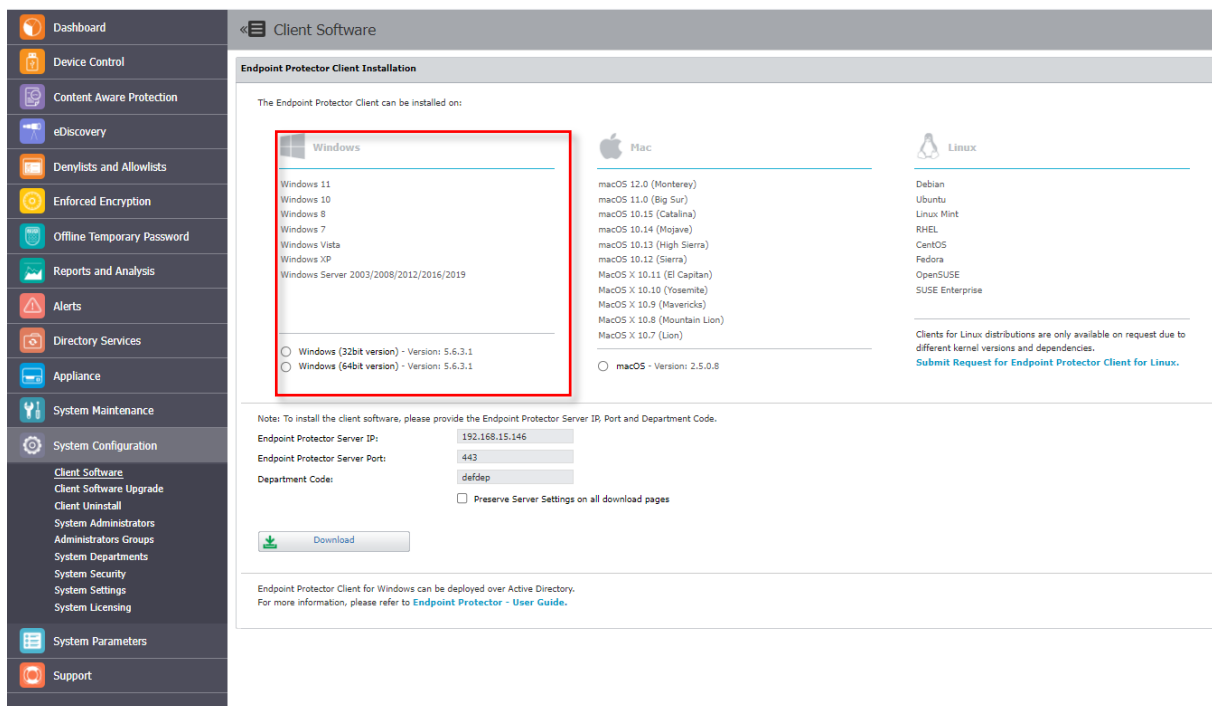 Dashboard
Device Control
Content Aware Protection
eDiscovery
Denylists and Allowlists
Enforced Encryption
Offline Temporary Password
Reports and Analysis
Alerts
Directory Services
Appliance
System Maintenance
System Configuration
Client Software
Client Software Upgrade
Client Uninstall
System Administrators
Administrators Groups
System Departments
System Security
System Settings
System Licensing
System Parameters
Support
Client Software
Endpoint Protector Client Installation
The Endpoint Protector Client can be installed on:
Windows
Windows 11
Windows 10
Windows 8
Windows 7
Windows Vista
Windows XP
Windows Server 2003/2008/2012/2016/2019
Windows (32bit version) - Version: 5.6.3.1
Windows (64bit version) - Version: 5.6.3.1
Mac
macOS 12.0 (Monterey)
macOS 11.0 (Big Sur)
macOS 10.15 (Catalina)
macOS 10.14 (Mojave)
macOS 10.13 (High Sierra)
macOS 10.12 (Sierra)
MacOS X 10.11 (El Capitan)
MacOS X 10.10 (Yosemite)
MacOS X 10.9 (Mavericks)
MacOS X 10.8 (Mountain Lion)
MacOS X 10.7 (Lion)
macOS - Version: 2.5.0.8
Linux
Debian
Ubuntu
Linux Mint
RHEL
CentOS
Fedora
OpenSUSE
SUSE Enterprise
Clients for Linux distributions are only available on request due to
different kernel versions and dependencies.
Submit Request for Endpoint Protector Client for Linux.
Note: To install the client software, please provide the Endpoint Protector Server IP, Port and Department Code.
Endpoint Protector Server IP: 192.168.15.146
Endpoint Protector Server Port: 443
Department Code: defdep
Preserve Server Settings on all download pages
Download
Endpoint Protector Client for Windows can be deployed over Active Directory.
For more information, please refer to Endpoint Protector - User Guide.